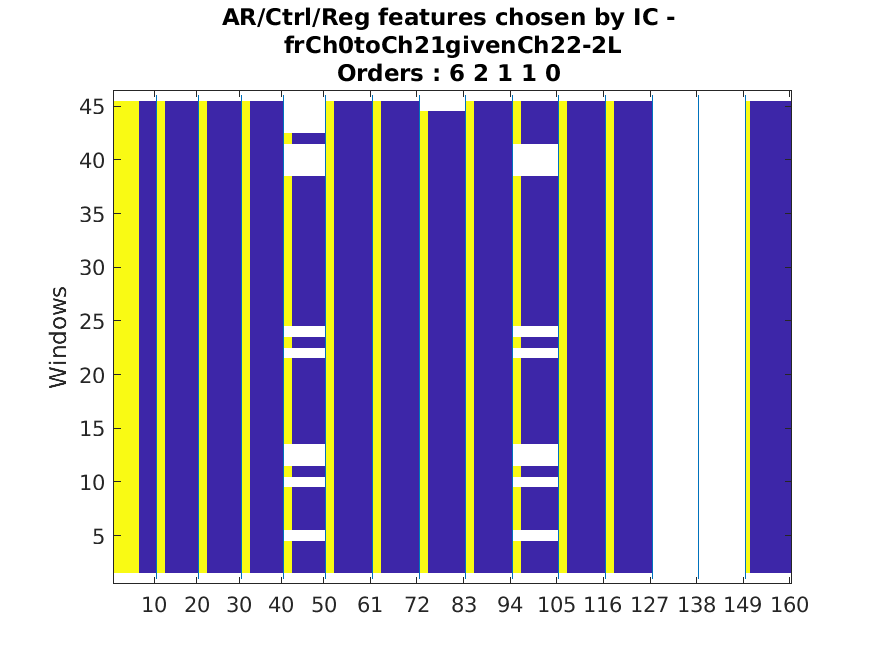 AR/Ctrl/Reg features chosen by IC -
frCh0toCh21givenCh22-2L
Orders : 6 2 1 1 0
45
40
35
30
25
20
15
10
5
Windows
10 20 30 40 50 61 72 83 94 105 116 127 138 149 160